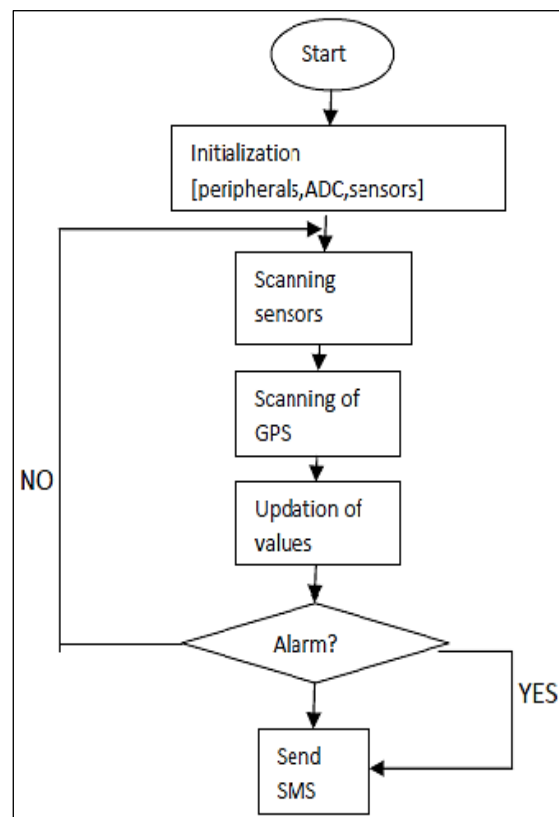 Start
Initialization
[peripherals,ADC,sensors]
Scanning
sensors
Scanning of
GPS
NO
Updation of
values
Alarm?
YES
Send
SMS